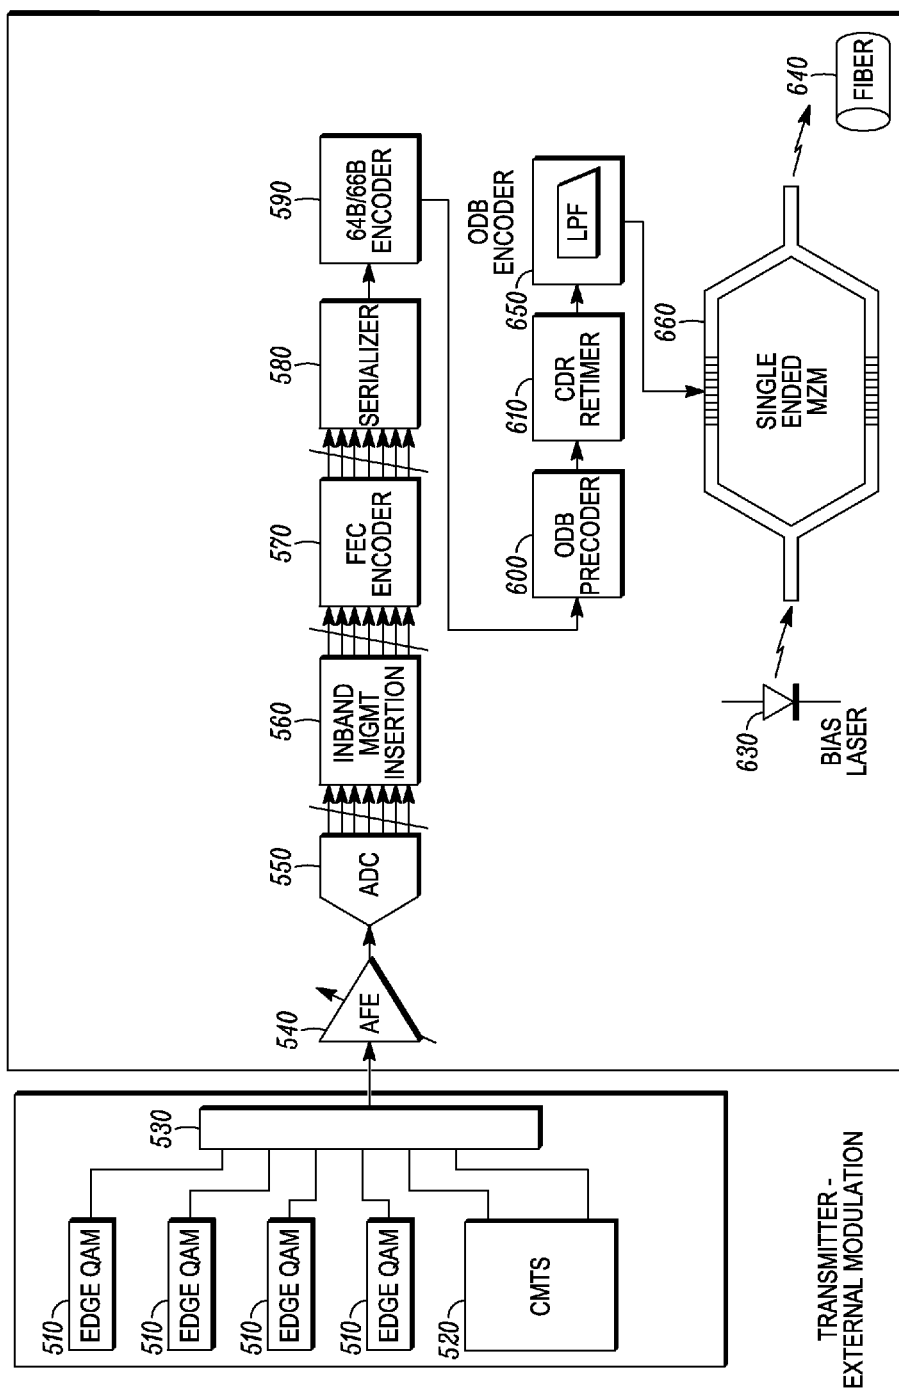 510
EDGE QAM
510
EDGE QAM
510
EDGE QAM
510
EDGE QAM
520
CMTS
530
540
AFE
550
ADC
560
INBAND
MGMT
INSERTION
570
FEC
ENCODER
580
SERIALIZER
590
64B/66B
ENCODER
600
ODB
PRECODER
610
CDR
RETIMER
ODB
ENCODER
650
LPF
630
BIAS
LASER
660
SINGLE
ENDED
MZM
640
FIBER
TRANSMITTER -
EXTERNAL MODULATION